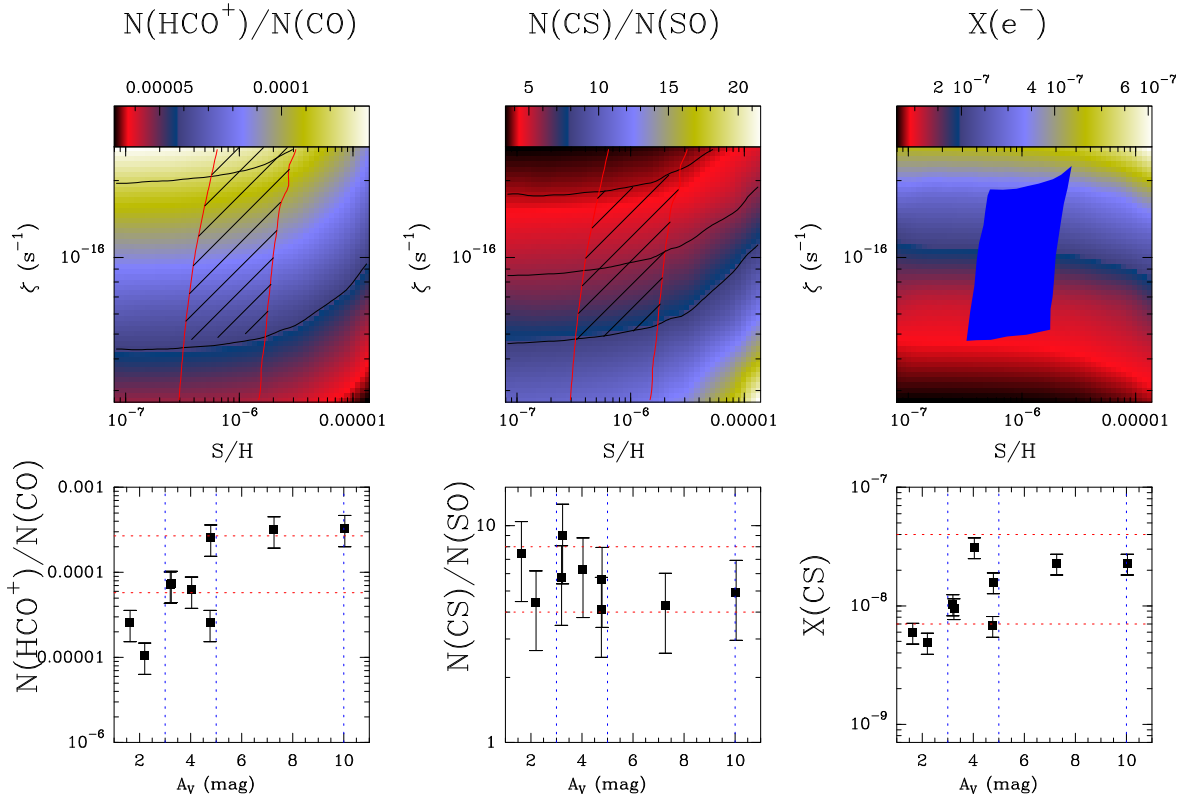 N(HCO⁺)/N(CO) N(CS)/N(SO) X(e⁻)
0.00005 0.0001 5 10 15 20 2 10⁻⁷ 4 10⁻⁷ 6 10⁻⁷
ζ (s⁻¹) ζ (s⁻¹) ζ (s⁻¹)
10⁻¹⁶ 10⁻¹⁶ 10⁻¹⁶
10⁻⁷ 10⁻⁶ 0.00001 10⁻⁷ 10⁻⁶ 0.00001 10⁻⁷ 10⁻⁶ 0.00001
S/H S/H S/H
N(HCO⁺)/N(CO)
0.001
0.0001
0.00001
10⁻⁶
2 4 6 8 10
A_V (mag)
N(CS)/N(SO)
10
1
2 4 6 8 10
A_V (mag)
X(CS)
10⁻⁷
10⁻⁸
10⁻⁹
2 4 6 8 10
A_V (mag)